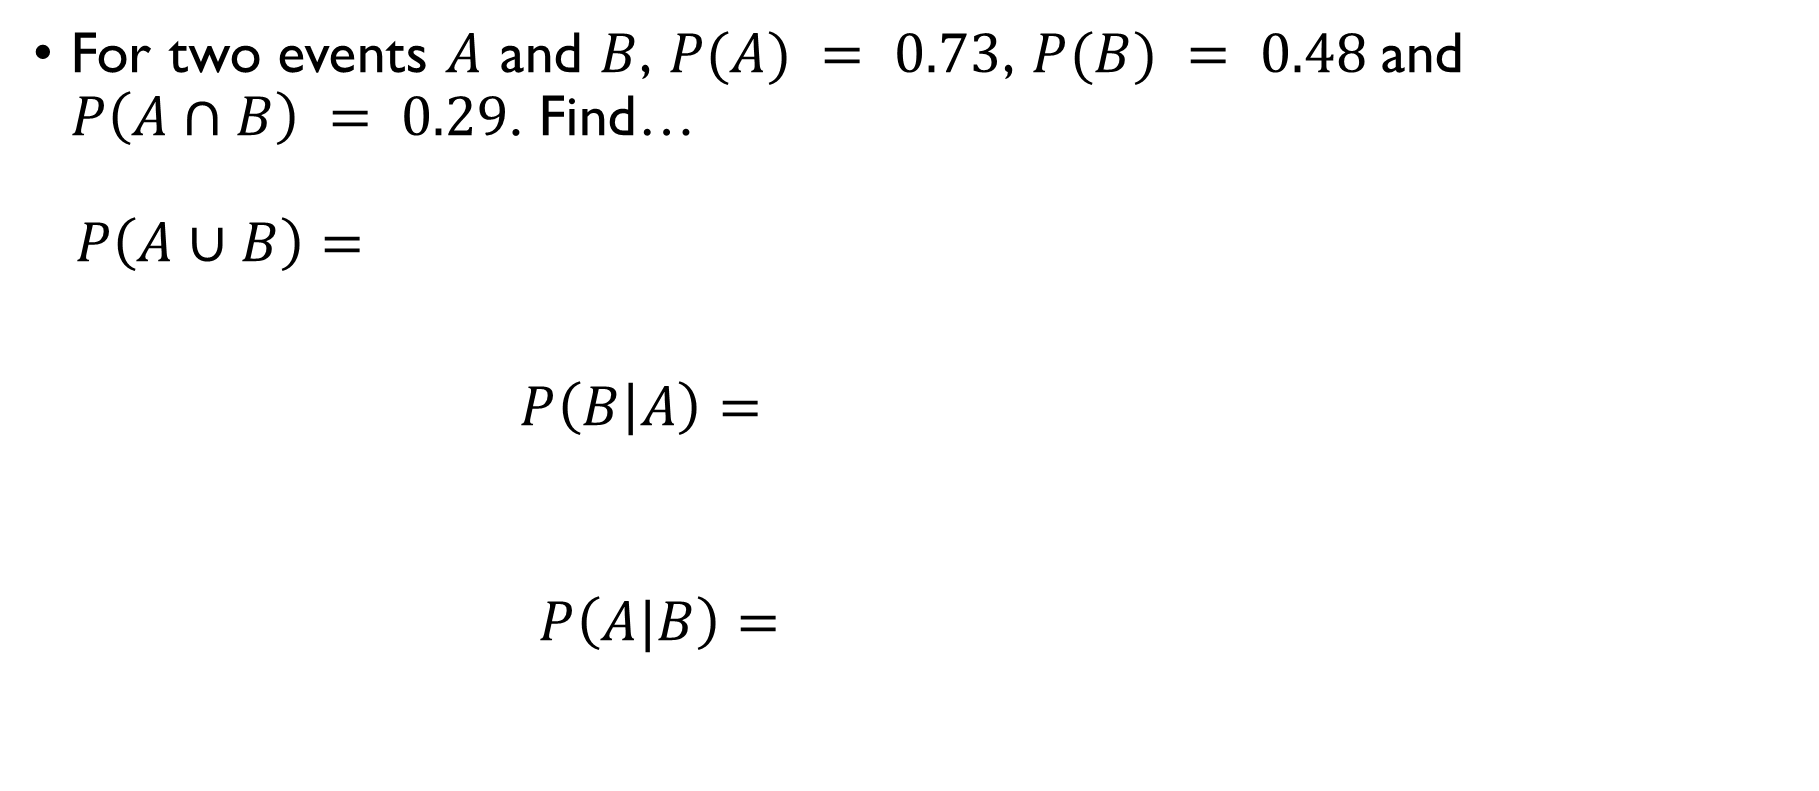 • For two events A and B, P(A) = 0.73, P(B) = 0.48 and
P(A ∩ B) = 0.29. Find…
P(A ∪ B) =
P(B|A) =
P(A|B) =